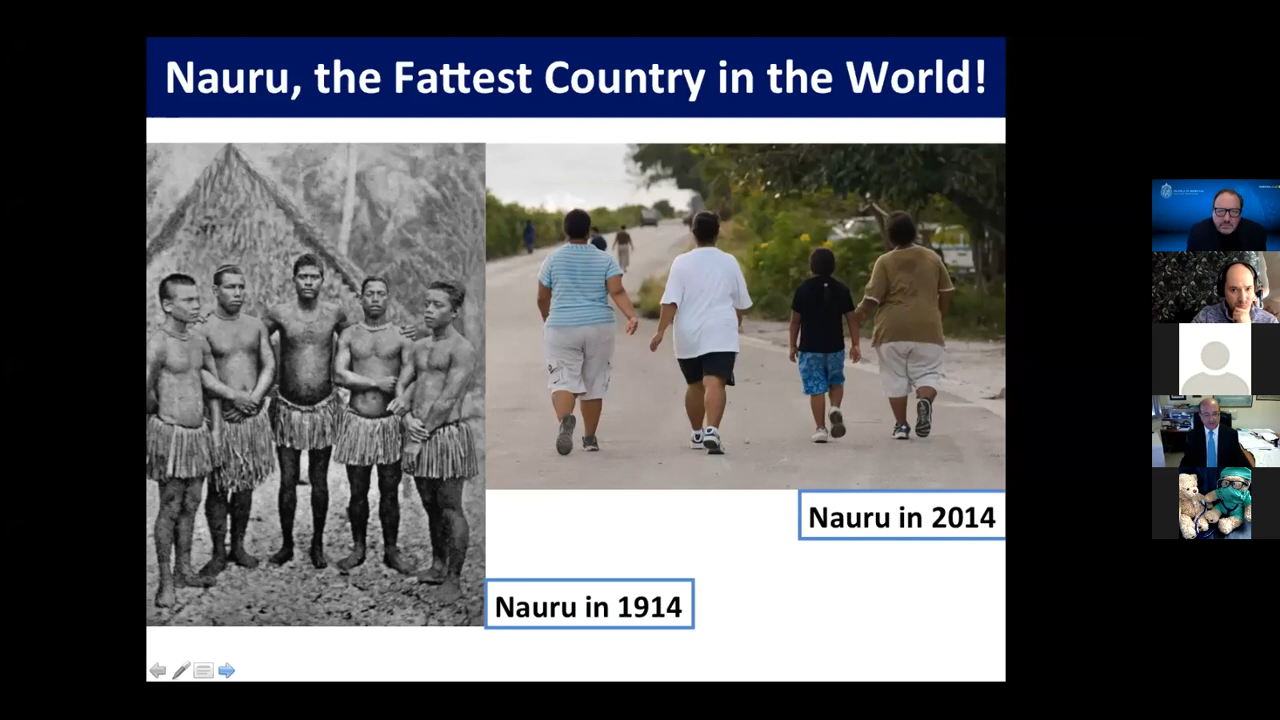 Nauru, the Fattest Country in the World!
Nauru in 2014
Nauru in 1914